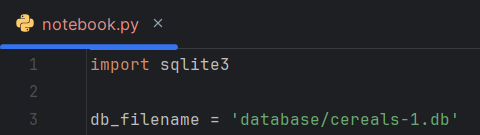 notebook.py ×
1 import sqlite3
2
3 db_filename = 'database/cereals-1.db'